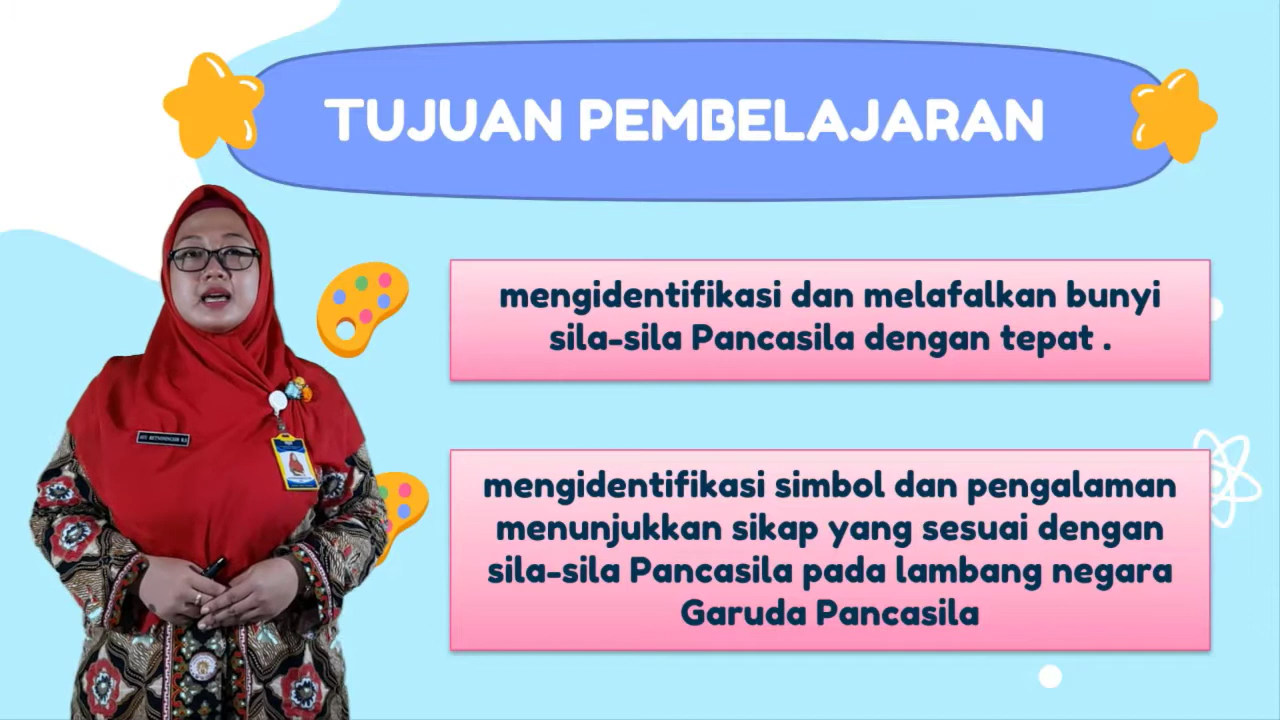 TUJUAN PEMBELAJARAN
mengidentifikasi dan melafalkan bunyi
sila-sila Pancasila dengan tepat .
mengidentifikasi simbol dan pengalaman
menunjukkan sikap yang sesuai dengan
sila-sila Pancasila pada lambang negara
Garuda Pancasila